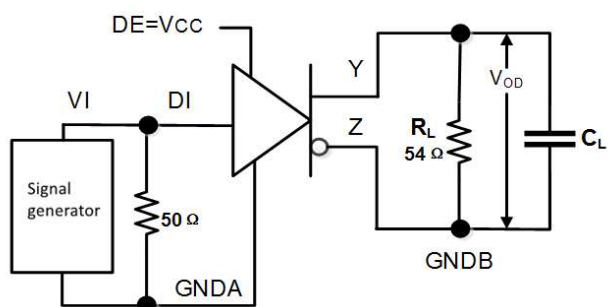 DE=VCC
VI
DI
Y
Z
VOD
RL
54 Ω
CL
Signal
generator
50 Ω
GNDA
GNDB